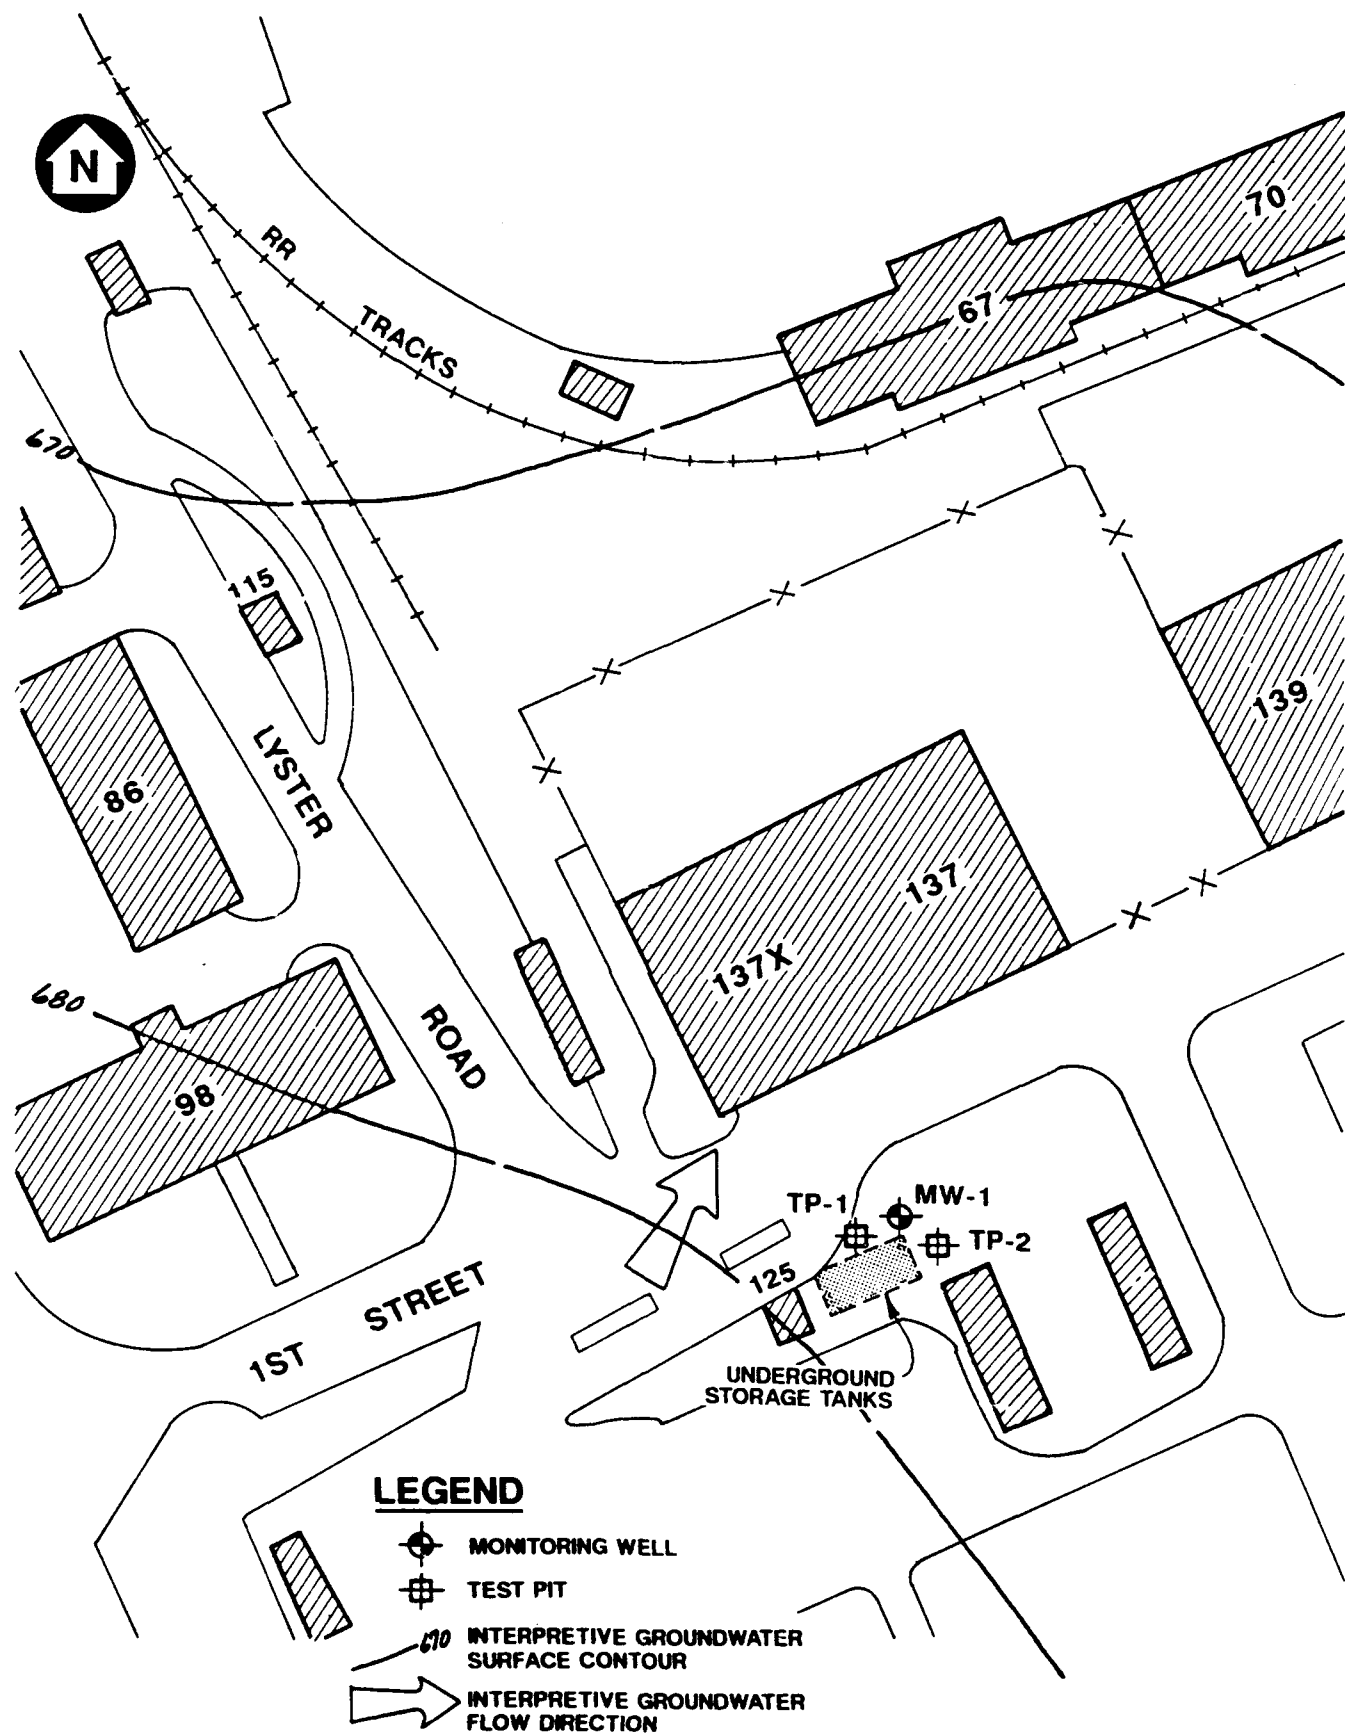 N
70
RR
67
TRACKS
670
115
139
LYSTER
86
137
137X
680
ROAD
98
TP-1
MW-1
TP-2
125
STREET
1ST
UNDERGROUND
STORAGE TANKS
LEGEND
MONITORING WELL
TEST PIT
670
INTERPRETIVE GROUNDWATER
SURFACE CONTOUR
INTERPRETIVE GROUNDWATER
FLOW DIRECTION